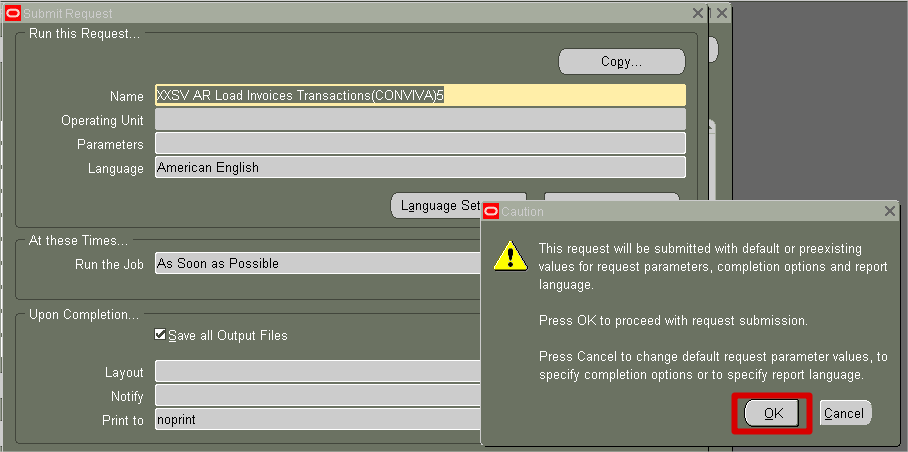 Submit Request
Run this Request...
Copy...
Name XXSV AR Load Invoices Transactions(CONVIVA)5
Operating Unit
Parameters
Language American English
Language Set
At these Times...
Run the Job As Soon as Possible
Upon Completion...
Save all Output Files
Layout
Notify
Print to noprint
Caution
This request will be submitted with default or preexisting
values for request parameters, completion options and report
language.
Press OK to proceed with request submission.
Press Cancel to change default request parameter values, to
specify completion options or to specify report language.
OK
Cancel